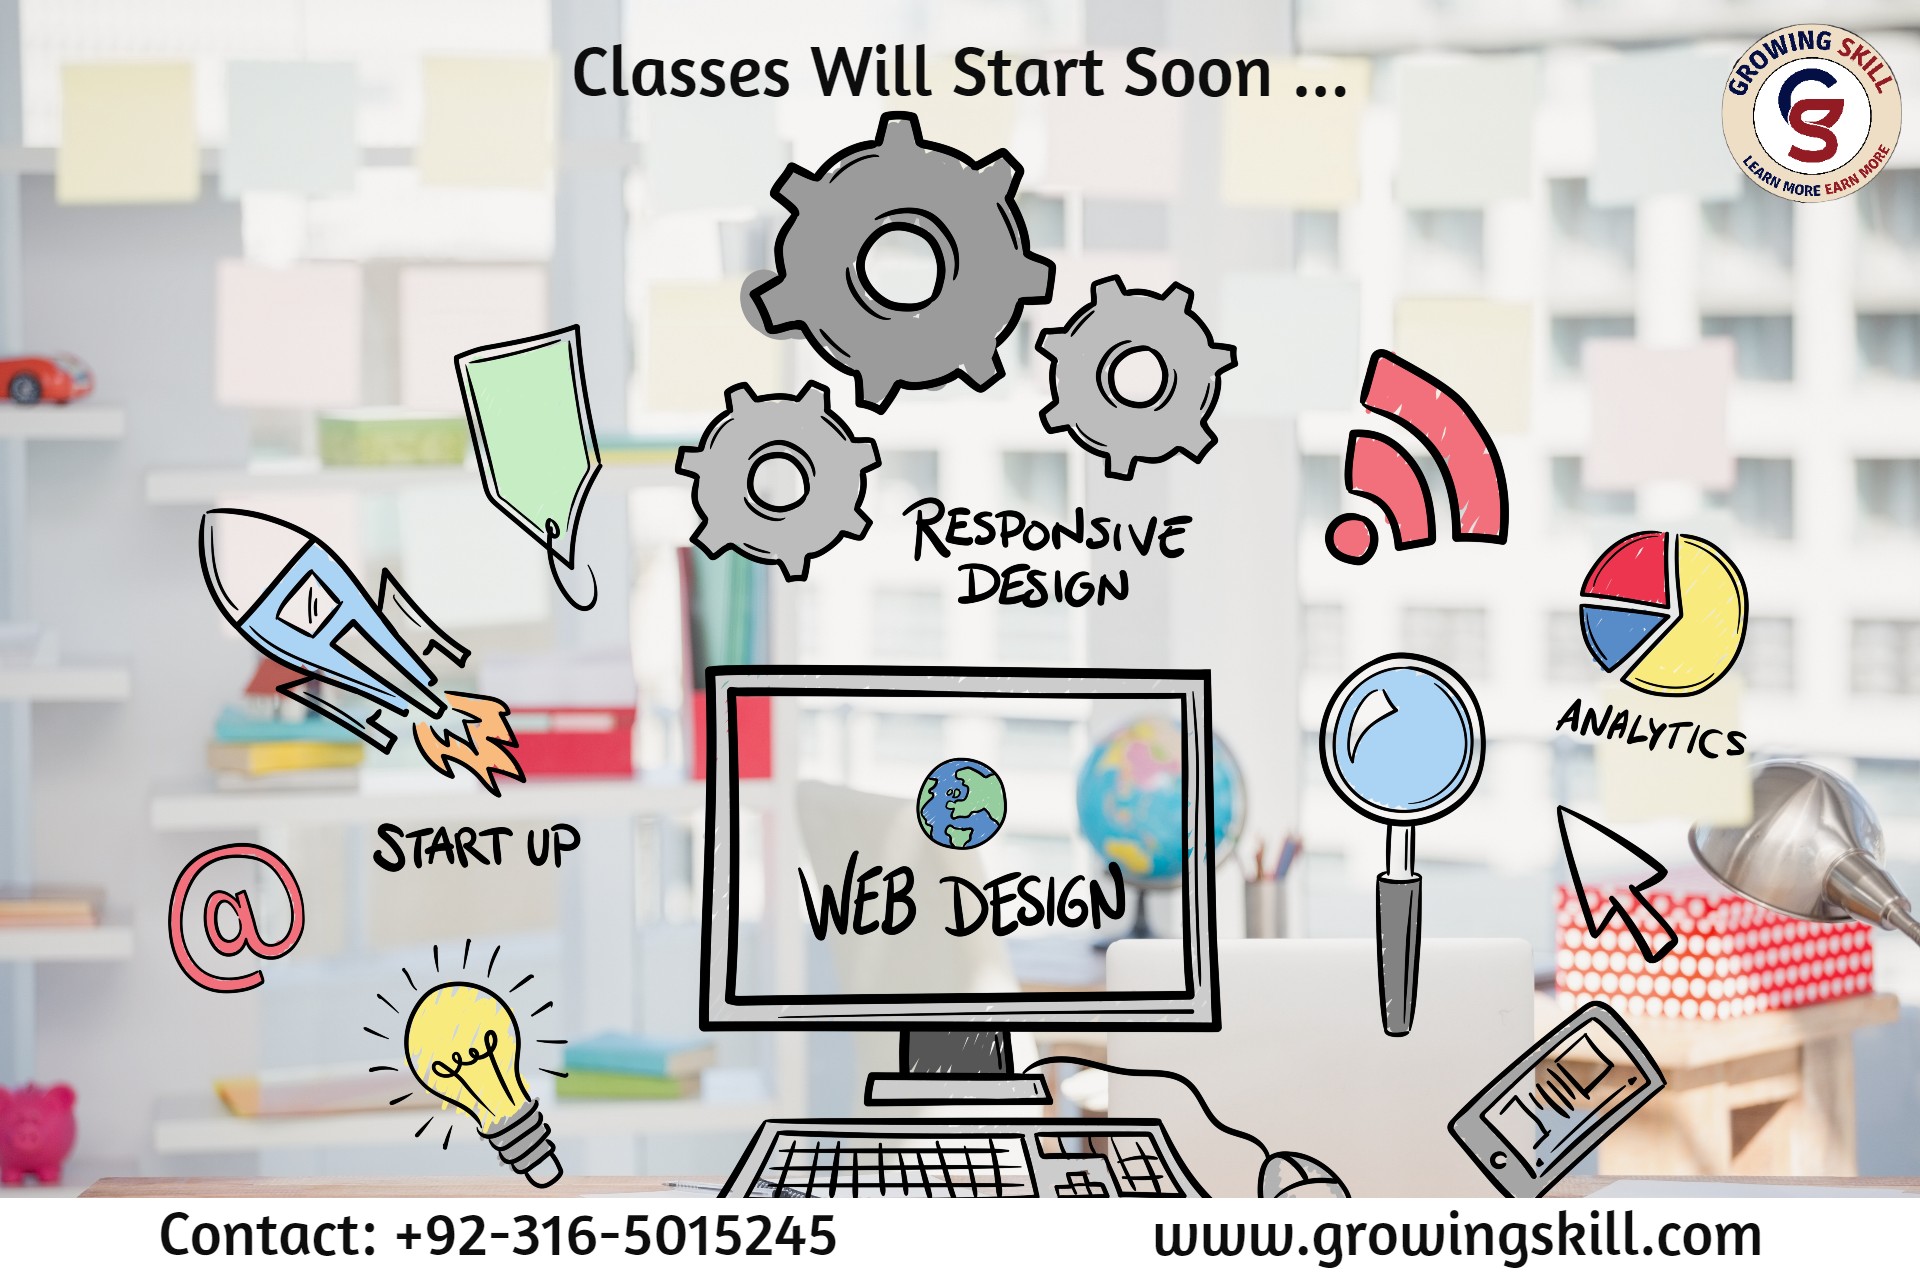 Classes Will Start Soon ...
GROWING SKILL
GS
LEARN MORE EARN MORE
RESPONSIVE
DESIGN
ANALYTICS
START UP
@
WEB DESIGN
Contact: +92-316-5015245
www.growingskill.com